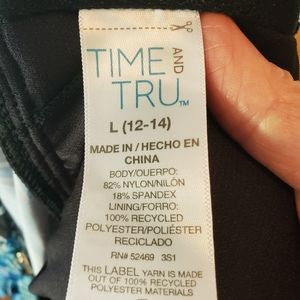 TIME AND
TRU™
L (12-14)
MADE IN / HECHO EN
CHINA
BODY/CUERPO:
82% NYLON/NILÓN
18% SPANDEX
LINING/FORRO:
100% RECYCLED
POLYESTER/POLIÉSTER
RECICLADO
RN# 52469 3S1
THIS LABEL YARN IS MADE
OUT OF 100% RECYCLED
POLYESTER MATERIALS